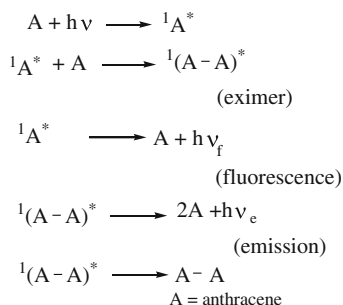 A + hν → ¹A*
¹A* + A → ¹(A – A)*
(eximer)
¹A* → A + hν_f
(fluorescence)
¹(A – A)* → 2A + hν_e
(emission)
¹(A – A)* → A – A
A = anthracene